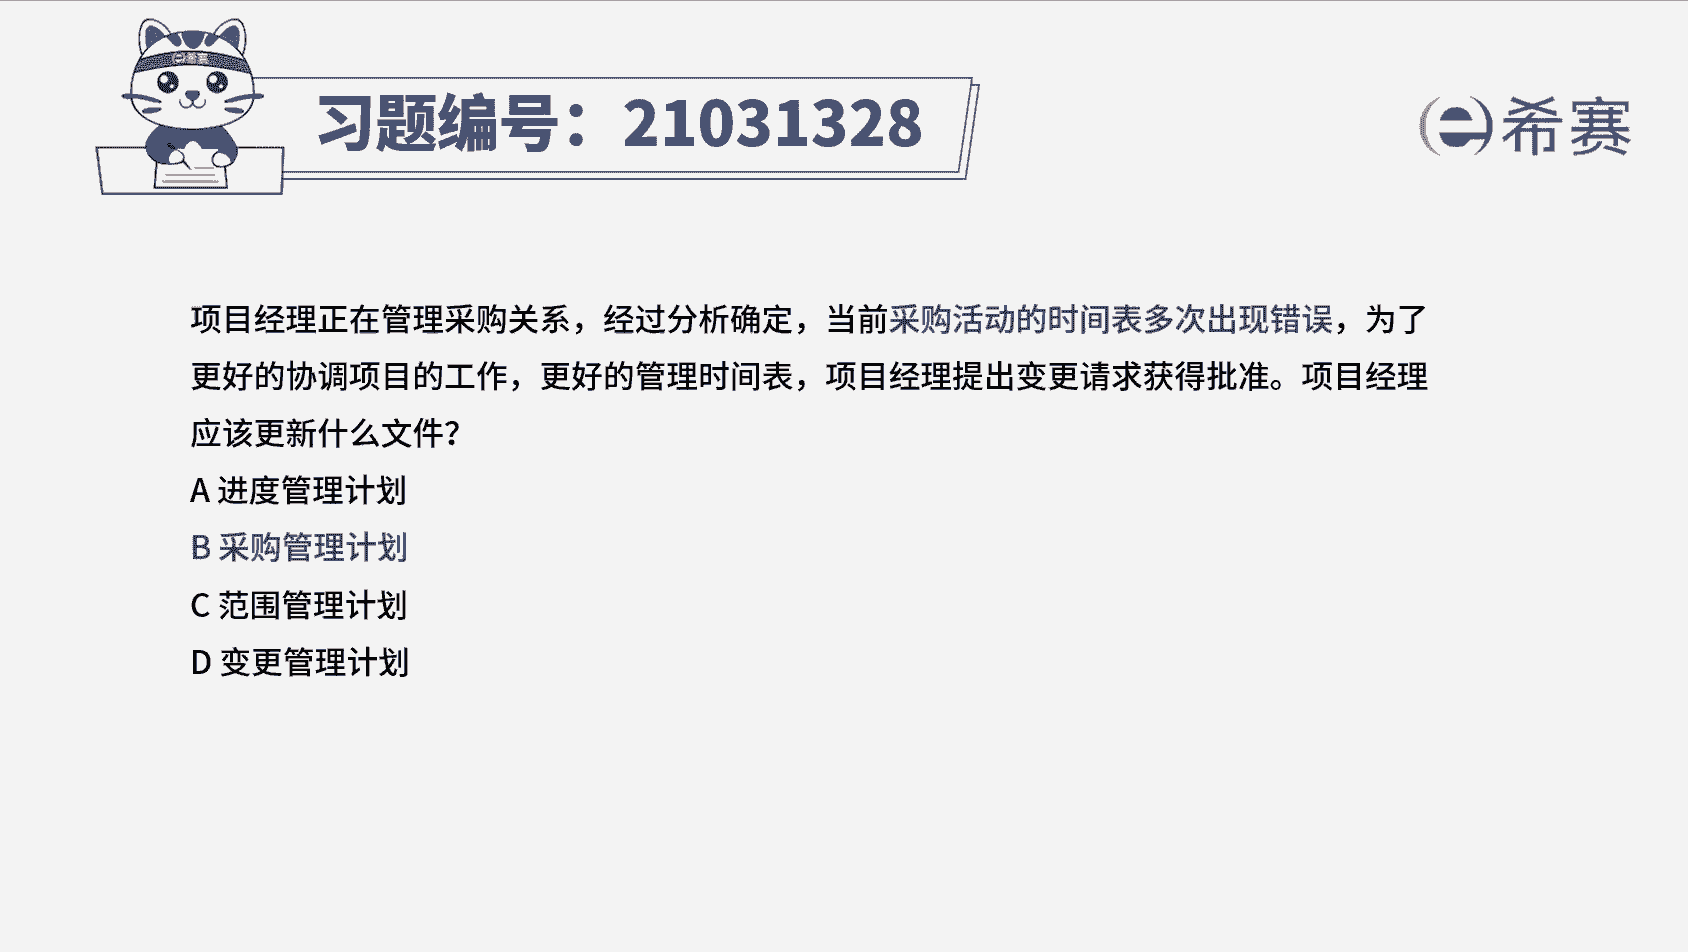 希赛
习题编号：21031328
希赛
项目经理正在管理采购关系，经过分析确定，当前采购活动的时间表多次出现错误，为了
更好的协调项目的工作，更好的管理时间表，项目经理提出变更请求获得批准。项目经理
应该更新什么文件？
A 进度管理计划
B 采购管理计划
C 范围管理计划
D 变更管理计划